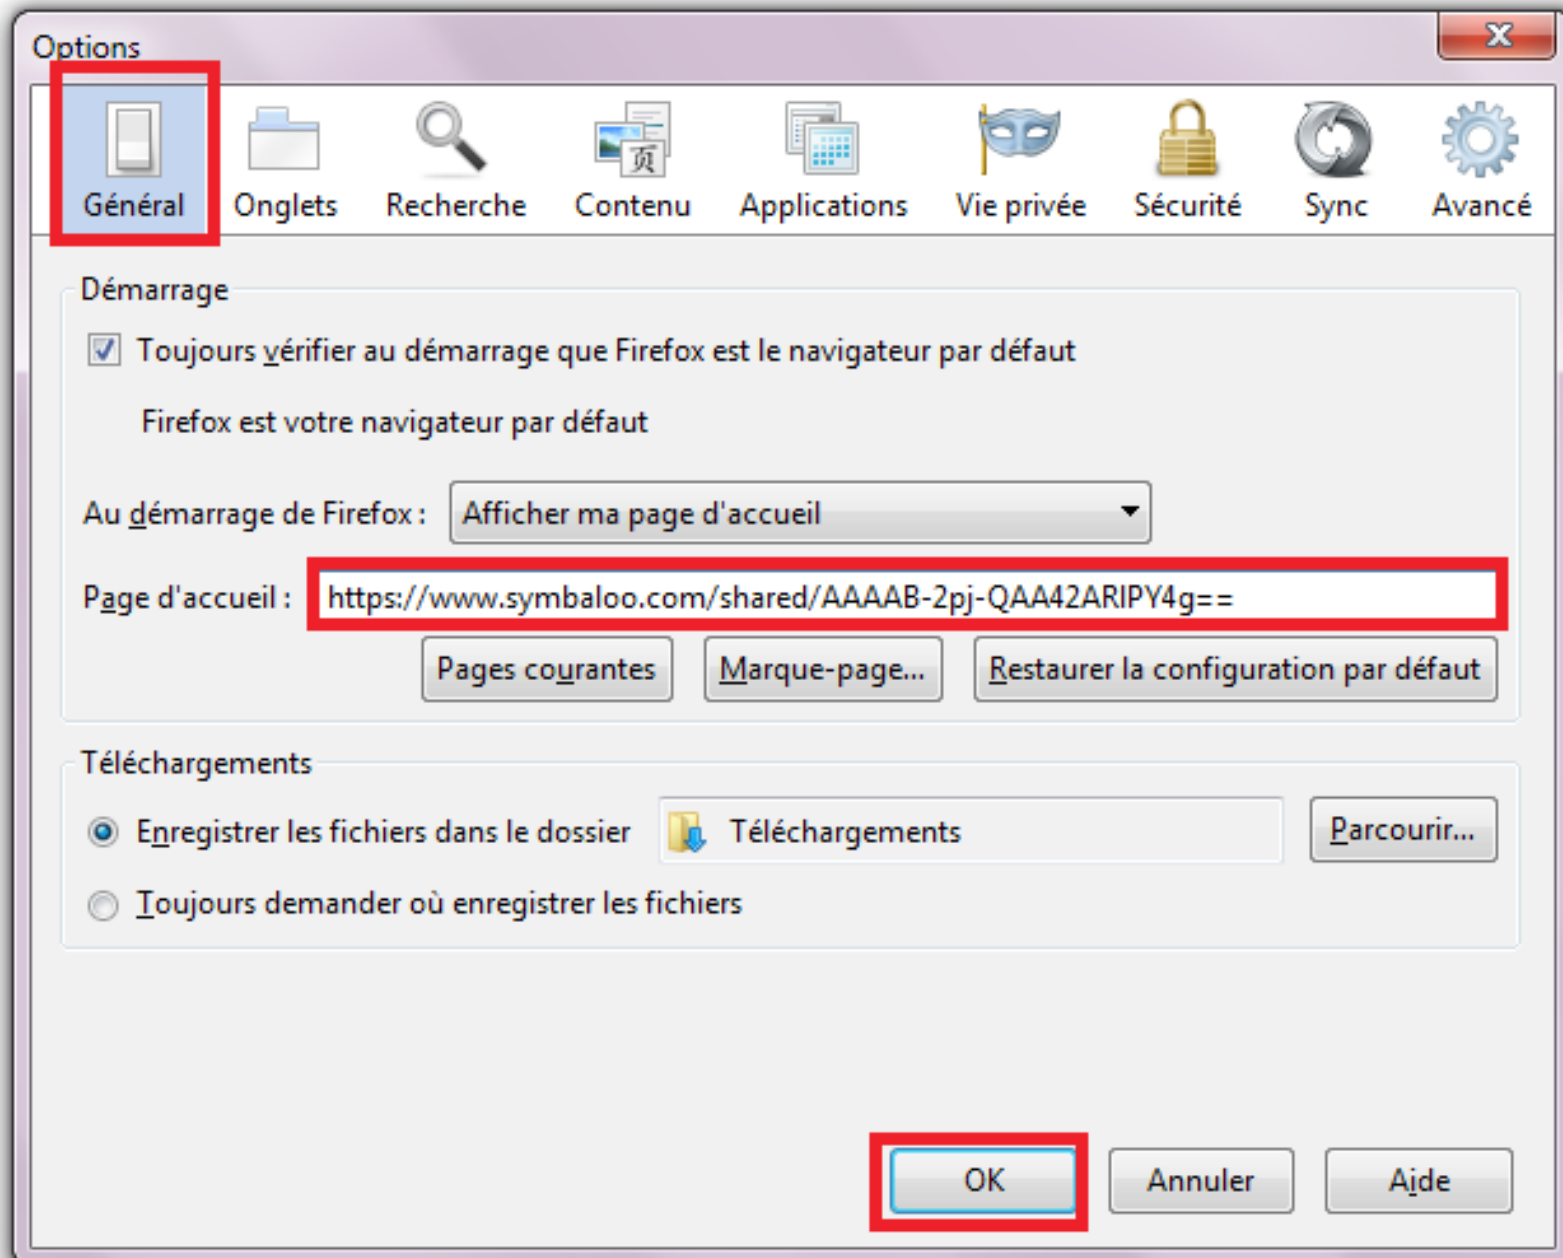 Options
Général Onglets Recherche Contenu Applications Vie privée Sécurité Sync Avancé
页
Démarrage
Toujours vérifier au démarrage que Firefox est le navigateur par défaut
Firefox est votre navigateur par défaut
Au démarrage de Firefox : Afficher ma page d'accueil
Page d'accueil : https://www.symbaloo.com/shared/AAAAB-2pj-QAA42ARIPY4g==
Pages courantes Marque-page... Restaurer la configuration par défaut
Téléchargements
Enregistrer les fichiers dans le dossier Téléchargements Parcourir...
Toujours demander où enregistrer les fichiers
OK Annuler Aide